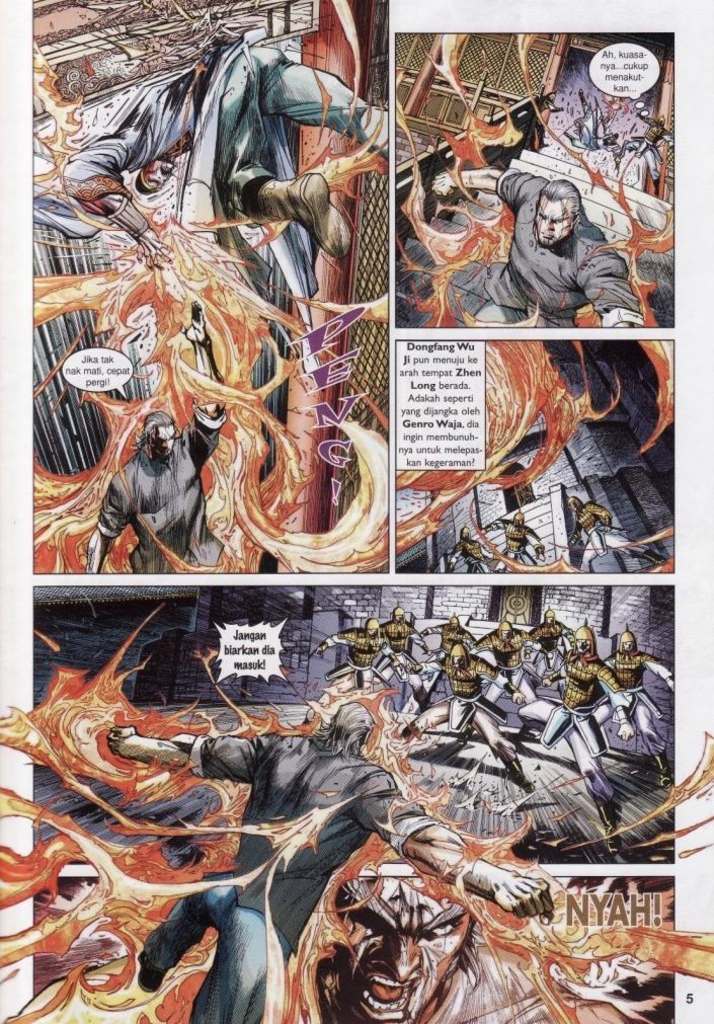 Jika tak
nak mati, cepat
pergi!
PENG!
Ah, kuasa-
nya...cukup
menakut-
kan...
Dongfang Wu
Ji pun menuju ke
arah tempat Zhen
Long berada.
Adakah seperti
yang dijangka oleh
Genro Waja, dia
ingin membunuh-
nya untuk melepas-
kan kegeraman?
Jangan
biarkan dia
masuk!
NYAH!
5